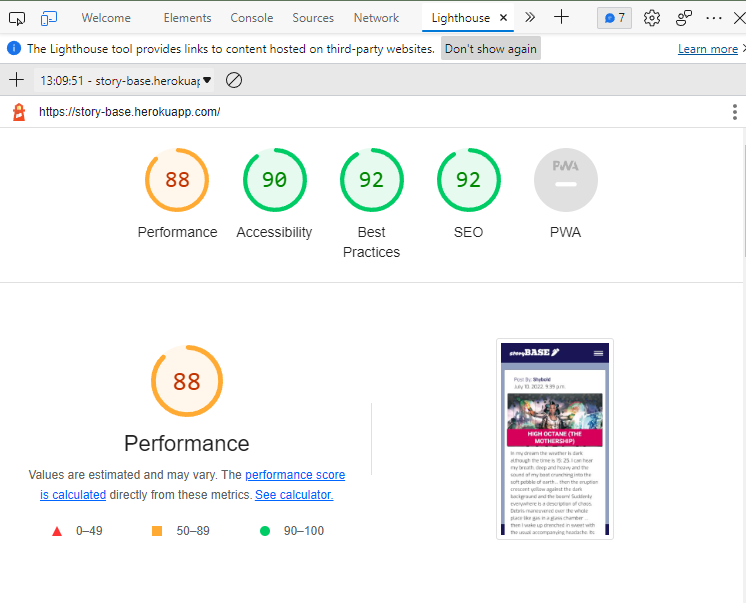 Welcome Elements Console Sources Network Lighthouse 7
The Lighthouse tool provides links to content hosted on third-party websites. Don't show again Learn more
13:09:51 - story-base.herokuap
https://story-base.herokuapp.com/
88 90 92 92 PWA
Performance Accessibility Best Practices SEO PWA
88
Performance
Values are estimated and may vary. The performance score
is calculated directly from these metrics. See calculator.
0–49 50–89 90–100
storyBASE
Post By: Shybold
July 10, 2022, 9:99 p.m.
HIGH OCTANE (THE
MOTHERSHIP)
In my dream the weather is dark
although the time is 15:25. I can hear
my breath, deep and heavy and the
sound of my boot crunching into the
soft pebble of earth... then the eruption
crescent yellow against the dark
background and the bizarre Suddenly
everywhere is a description of chaos.
Debris maneuvered over the whole
place like gas in a glass chamber ...
then I wake up drenched in sweat with
the usual accompanying headache. Its